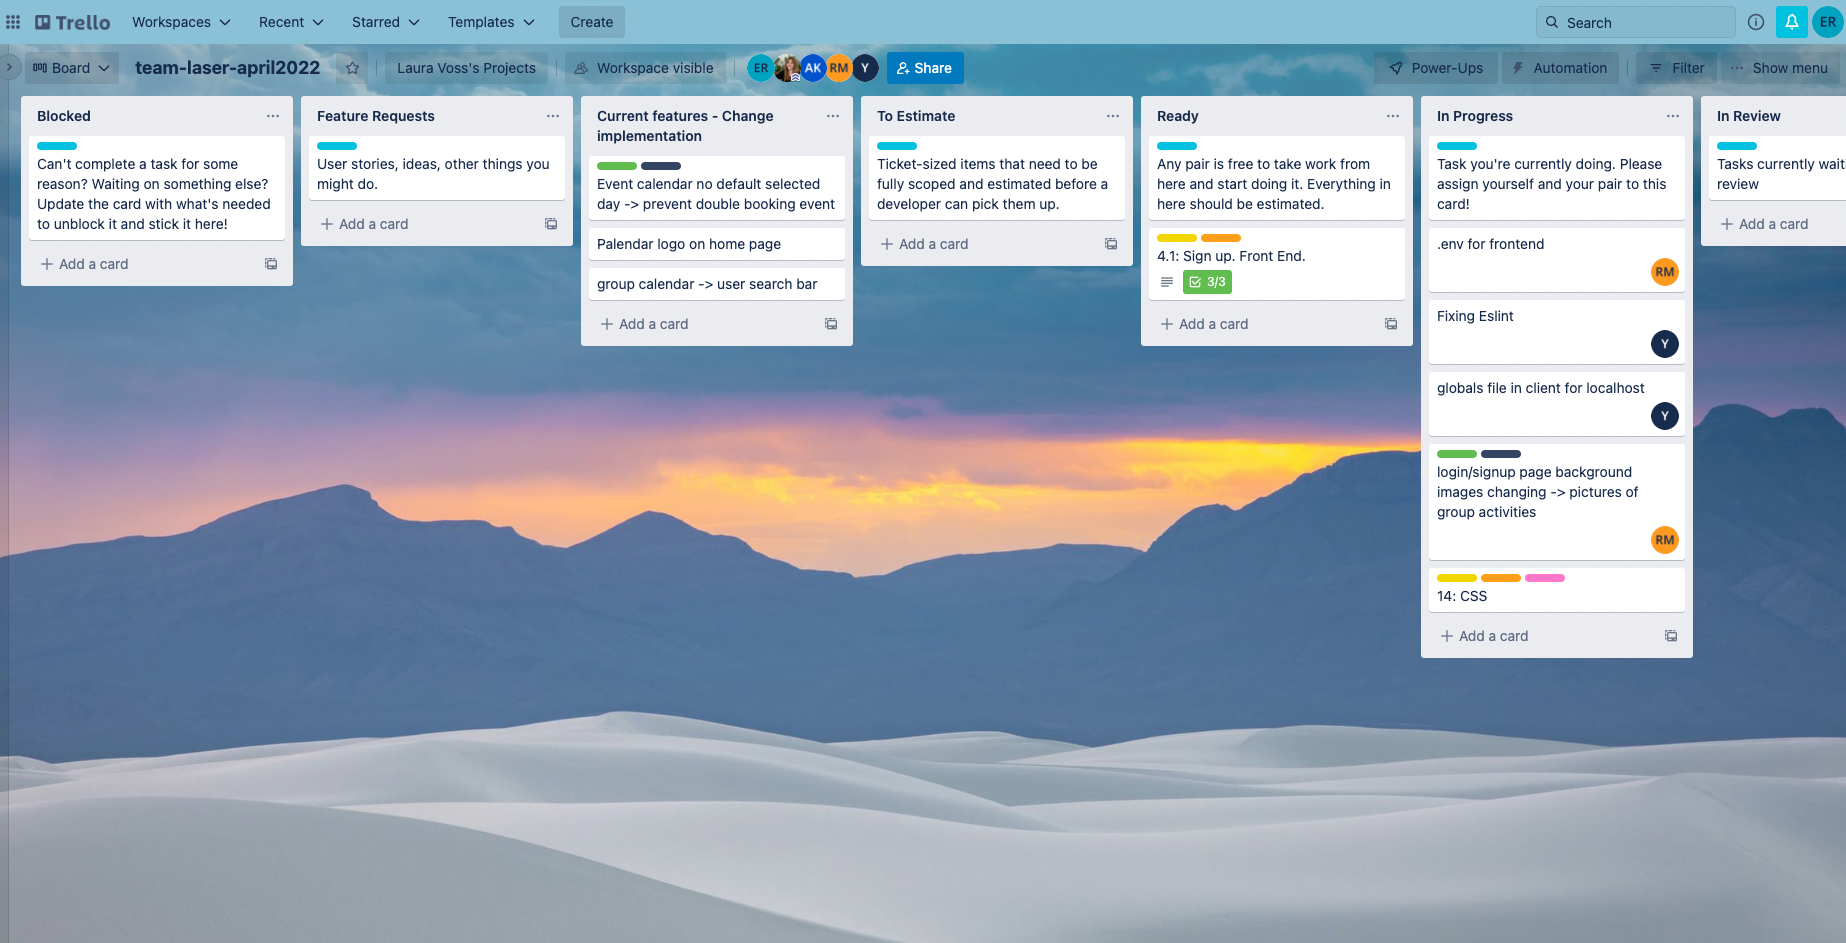 Trello
Workspaces
Recent
Starred
Templates
Create
Search
ER
Board
team-laser-april2022
Laura Voss's Projects
Workspace visible
ER
AK
RM
Y
Share
Power-Ups
Automation
Filter
Show menu
Blocked
Can't complete a task for some
reason? Waiting on something else?
Update the card with what's needed
to unblock it and stick it here!
Add a card
Feature Requests
User stories, ideas, other things you
might do.
Add a card
Current features - Change
implementation
Event calendar no default selected
day -> prevent double booking event
Palendar logo on home page
group calendar -> user search bar
Add a card
To Estimate
Ticket-sized items that need to be
fully scoped and estimated before a
developer can pick them up.
Add a card
Ready
Any pair is free to take work from
here and start doing it. Everything in
here should be estimated.
4.1: Sign up. Front End.
3/3
Add a card
In Progress
Task you're currently doing. Please
assign yourself and your pair to this
card!
.env for frontend
RM
Fixing Eslint
Y
globals file in client for localhost
Y
login/signup page background
images changing -> pictures of
group activities
RM
14: CSS
Add a card
In Review
Tasks currently wait
review
Add a card